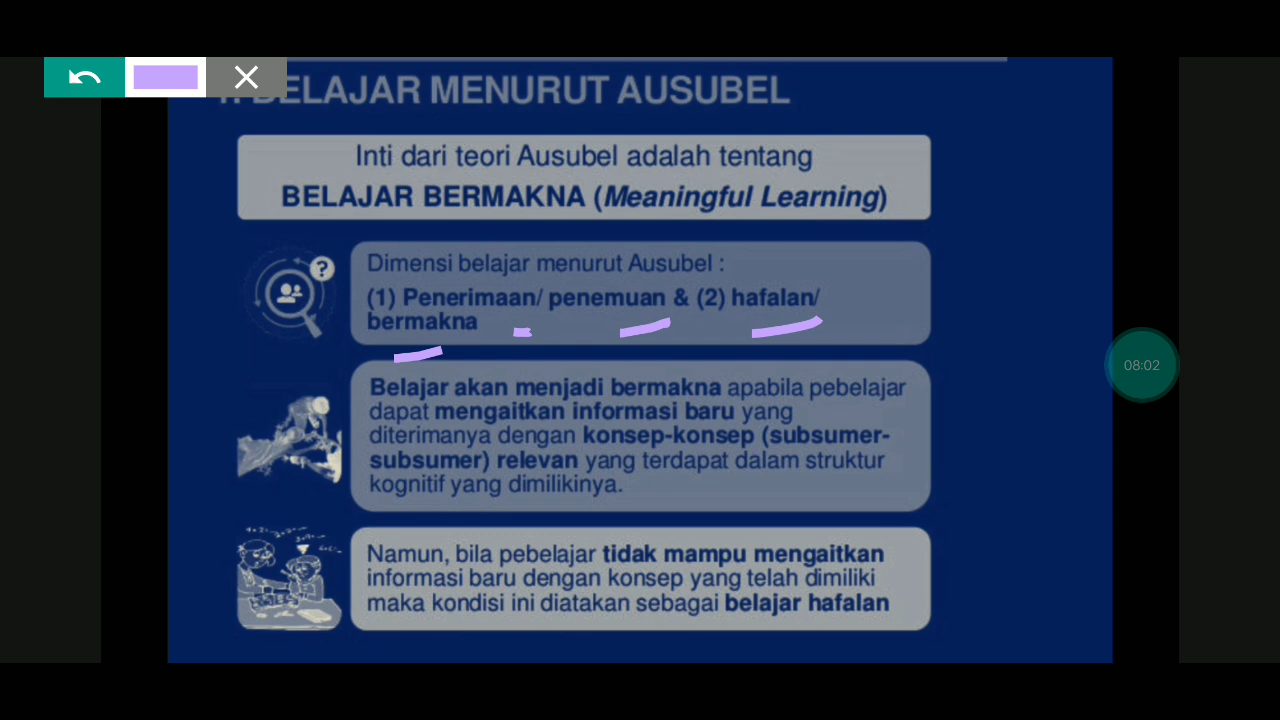 BELAJAR MENURUT AUSUBEL
Inti dari teori Ausubel adalah tentang
BELAJAR BERMAKNA (Meaningful Learning)
?
Dimensi belajar menurut Ausubel :
(1) Penerimaan/ penemuan & (2) hafalan/
bermakna
08:02
Belajar akan menjadi bermakna apabila pebelajar
dapat mengaitkan informasi baru yang
diterimanya dengan konsep-konsep (subsumer-
subsumer) relevan yang terdapat dalam struktur
kognitif yang dimilikinya.
Namun, bila pebelajar tidak mampu mengaitkan
informasi baru dengan konsep yang telah dimiliki
maka kondisi ini diatakan sebagai belajar hafalan